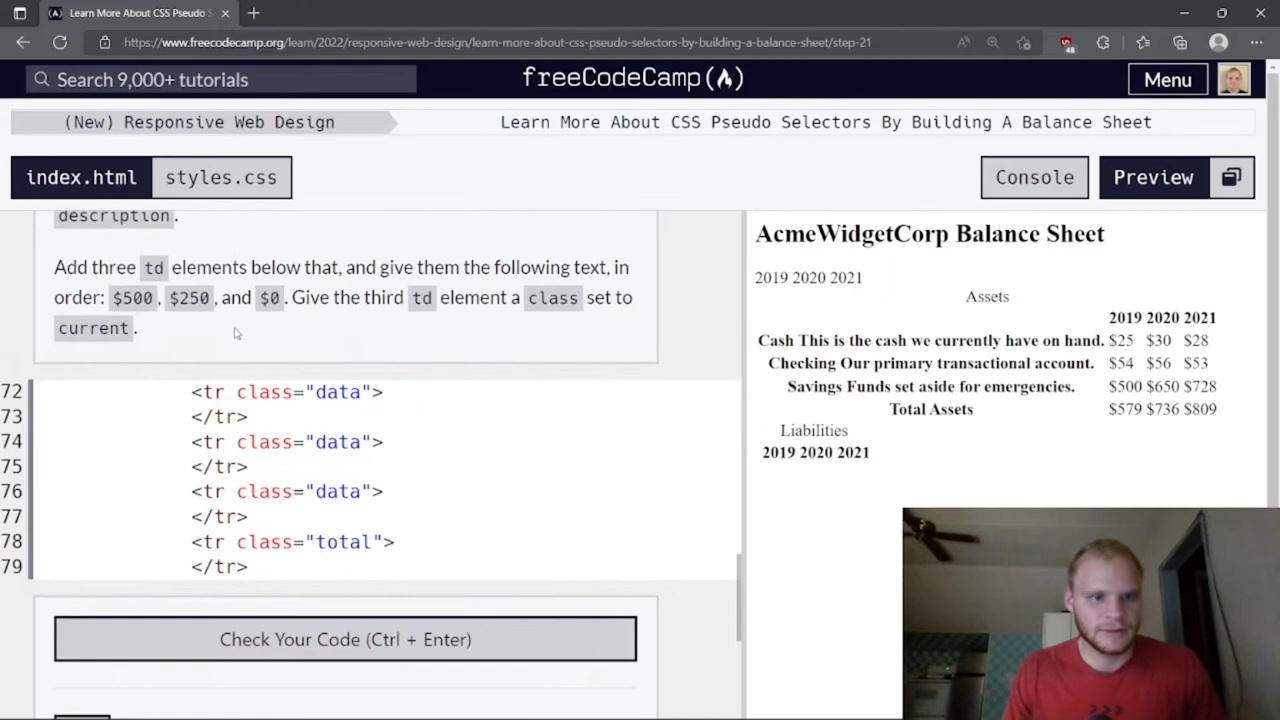 Learn More About CSS Pseudo S
https://www.freecodecamp.org/learn/2022/responsive-web-design/learn-more-about-css-pseudo-selectors-by-building-a-balance-sheet/step-21
48
Search 9,000+ tutorials
freeCodeCamp
Menu
(New) Responsive Web Design
Learn More About CSS Pseudo Selectors By Building A Balance Sheet
index.html
styles.css
Console
Preview
description.
Add three td elements below that, and give them the following text, in
order: $500, $250, and $0. Give the third td element a class set to
current.
72 <tr class="data">
73 </tr>
74 <tr class="data">
75 </tr>
76 <tr class="data">
77 </tr>
78 <tr class="total">
79 </tr>
Check Your Code (Ctrl + Enter)
AcmeWidgetCorp Balance Sheet
2019 2020 2021
Assets
2019 2020 2021
Cash This is the cash we currently have on hand. $25 $30 $28
Checking Our primary transactional account. $54 $56 $53
Savings Funds set aside for emergencies. $500 $650 $728
Total Assets $579 $736 $809
Liabilities
2019 2020 2021